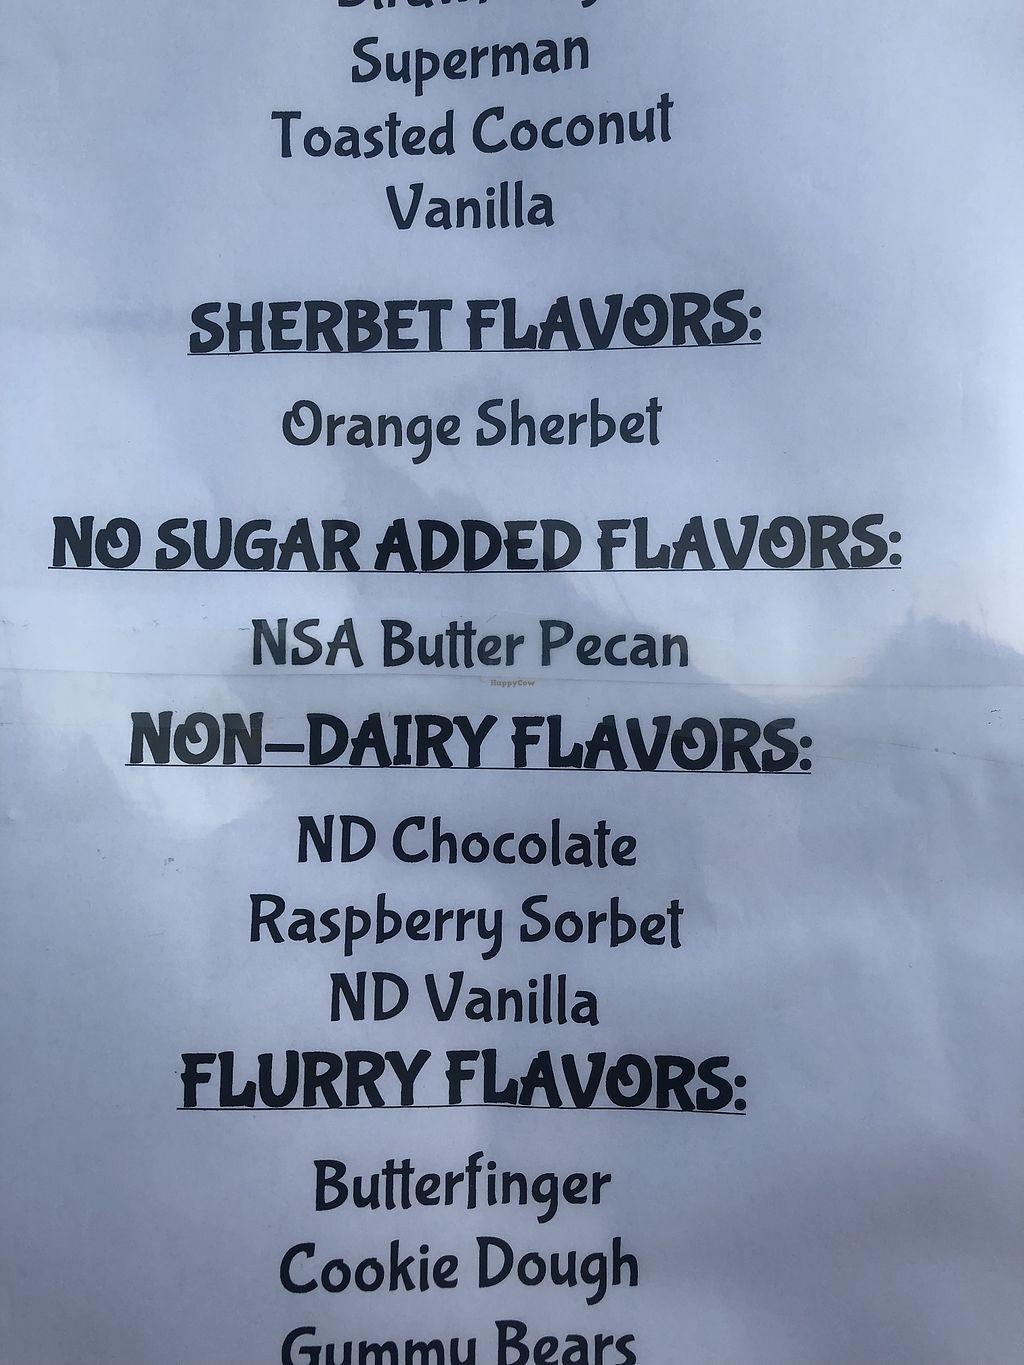 Superman
Toasted Coconut
Vanilla
SHERBET FLAVORS:
Orange Sherbet
NO SUGAR ADDED FLAVORS:
NSA Butter Pecan
HappyCow
NON-DAIRY FLAVORS:
ND Chocolate
Raspberry Sorbet
ND Vanilla
FLURRY FLAVORS:
Butterfinger
Cookie Dough
Gummy Bears